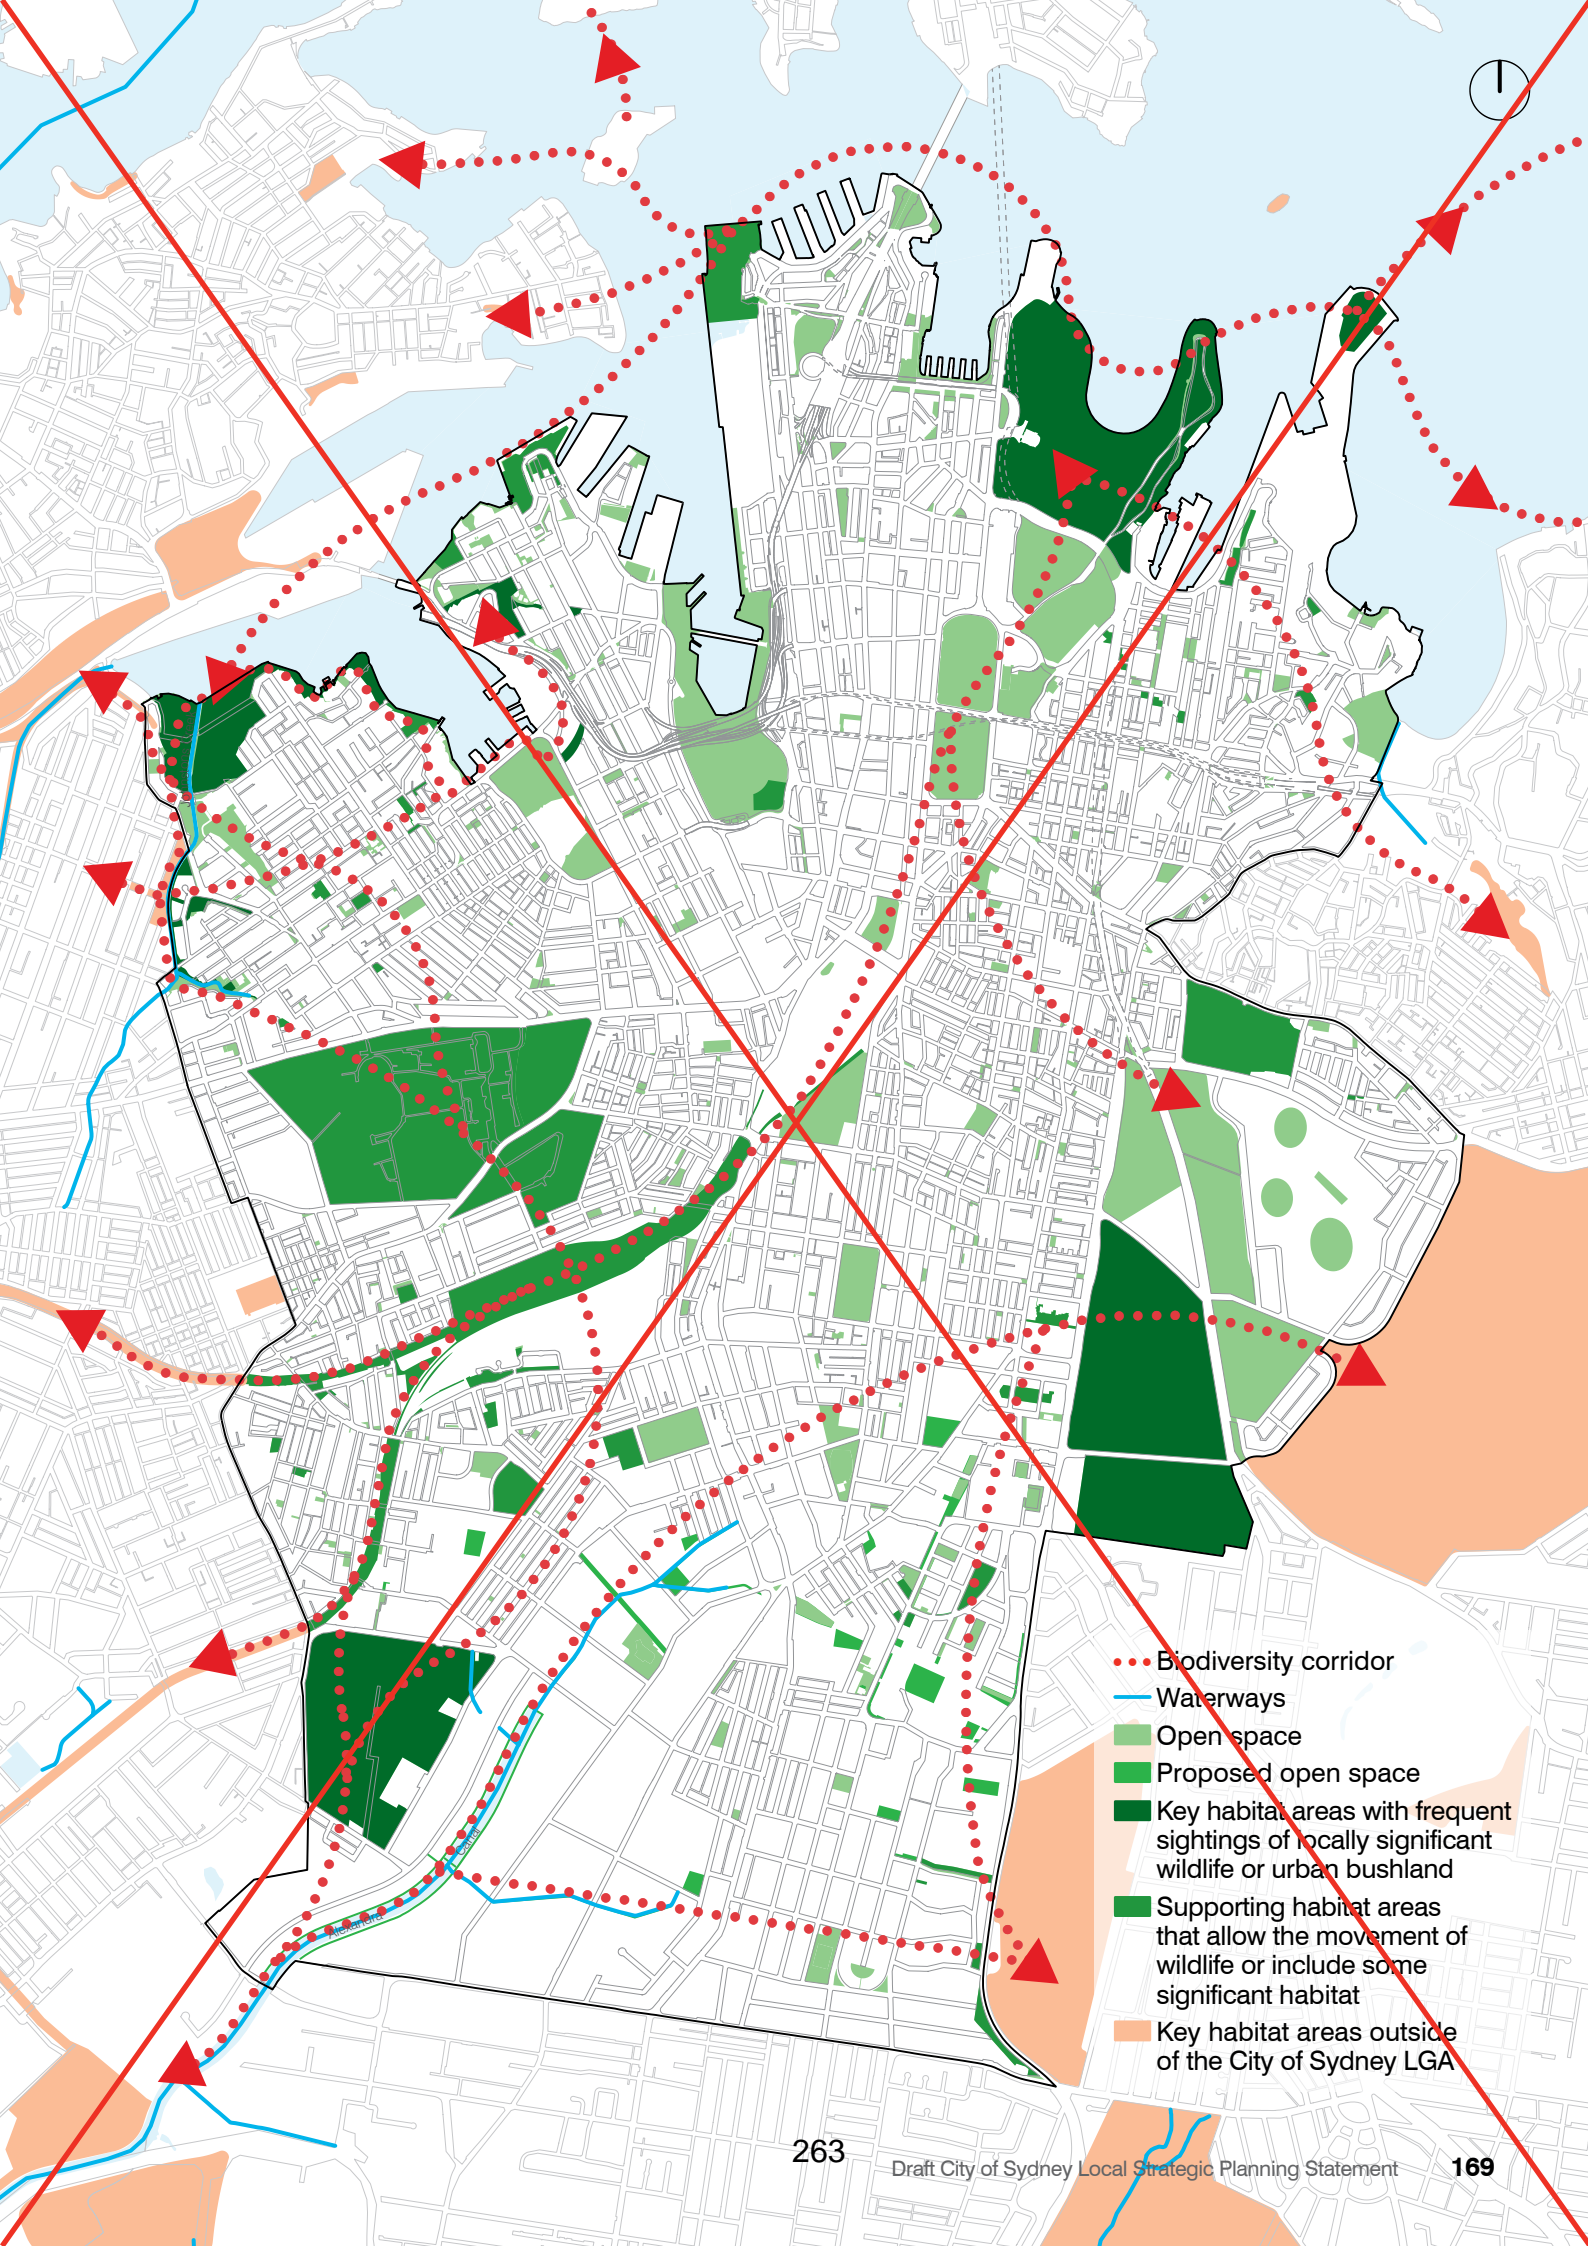 Biodiversity corridor
Waterways
Open space
Proposed open space
Key habitat areas with frequent
sightings of locally significant
wildlife or urban bushland
Supporting habitat areas
that allow the movement of
wildlife or include some
significant habitat
Key habitat areas outside
of the City of Sydney LGA
Canal
Alexandra
263
Draft City of Sydney Local Strategic Planning Statement 169